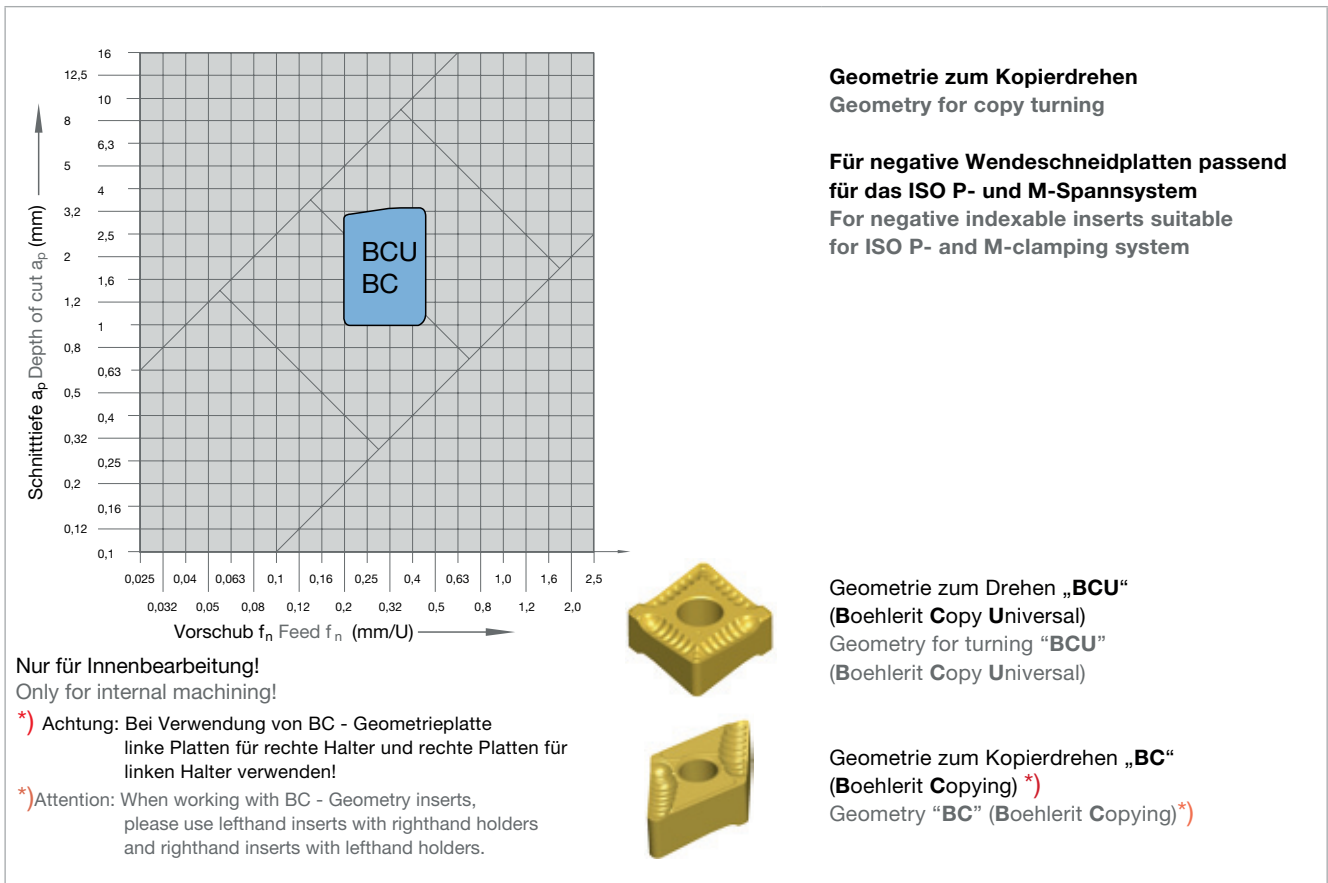 16
12,5
10
8
6,3
5
4
3,2
2,5
2
1,6
1,2
1
0,8
0,63
0,5
0,4
0,32
0,25
0,2
0,16
0,12
0,1
Schnitttiefe ap Depth of cut ap (mm)
BCU
BC
0,025 0,04 0,063 0,1 0,16 0,25 0,4 0,63 1,0 1,6 2,5
0,032 0,05 0,08 0,12 0,2 0,32 0,5 0,8 1,2 2,0
Vorschub fn Feed fn (mm/U)
Geometrie zum Kopierdrehen
Geometry for copy turning
Für negative Wendeschneidplatten passend
für das ISO P- und M-Spannsystem
For negative indexable inserts suitable
for ISO P- and M-clamping system
Nur für Innenbearbeitung!
Only for internal machining!
*) Achtung: Bei Verwendung von BC - Geometrieplatte
linke Platten für rechte Halter und rechte Platten für
linken Halter verwenden!
*)Attention: When working with BC - Geometry inserts,
please use lefthand inserts with righthand holders
and righthand inserts with lefthand holders.
Geometrie zum Drehen „BCU“
(Boehlerit Copy Universal)
Geometry for turning “BCU”
(Boehlerit Copy Universal)
Geometrie zum Kopierdrehen „BC“
(Boehlerit Copying) *)
Geometry “BC” (Boehlerit Copying)*)